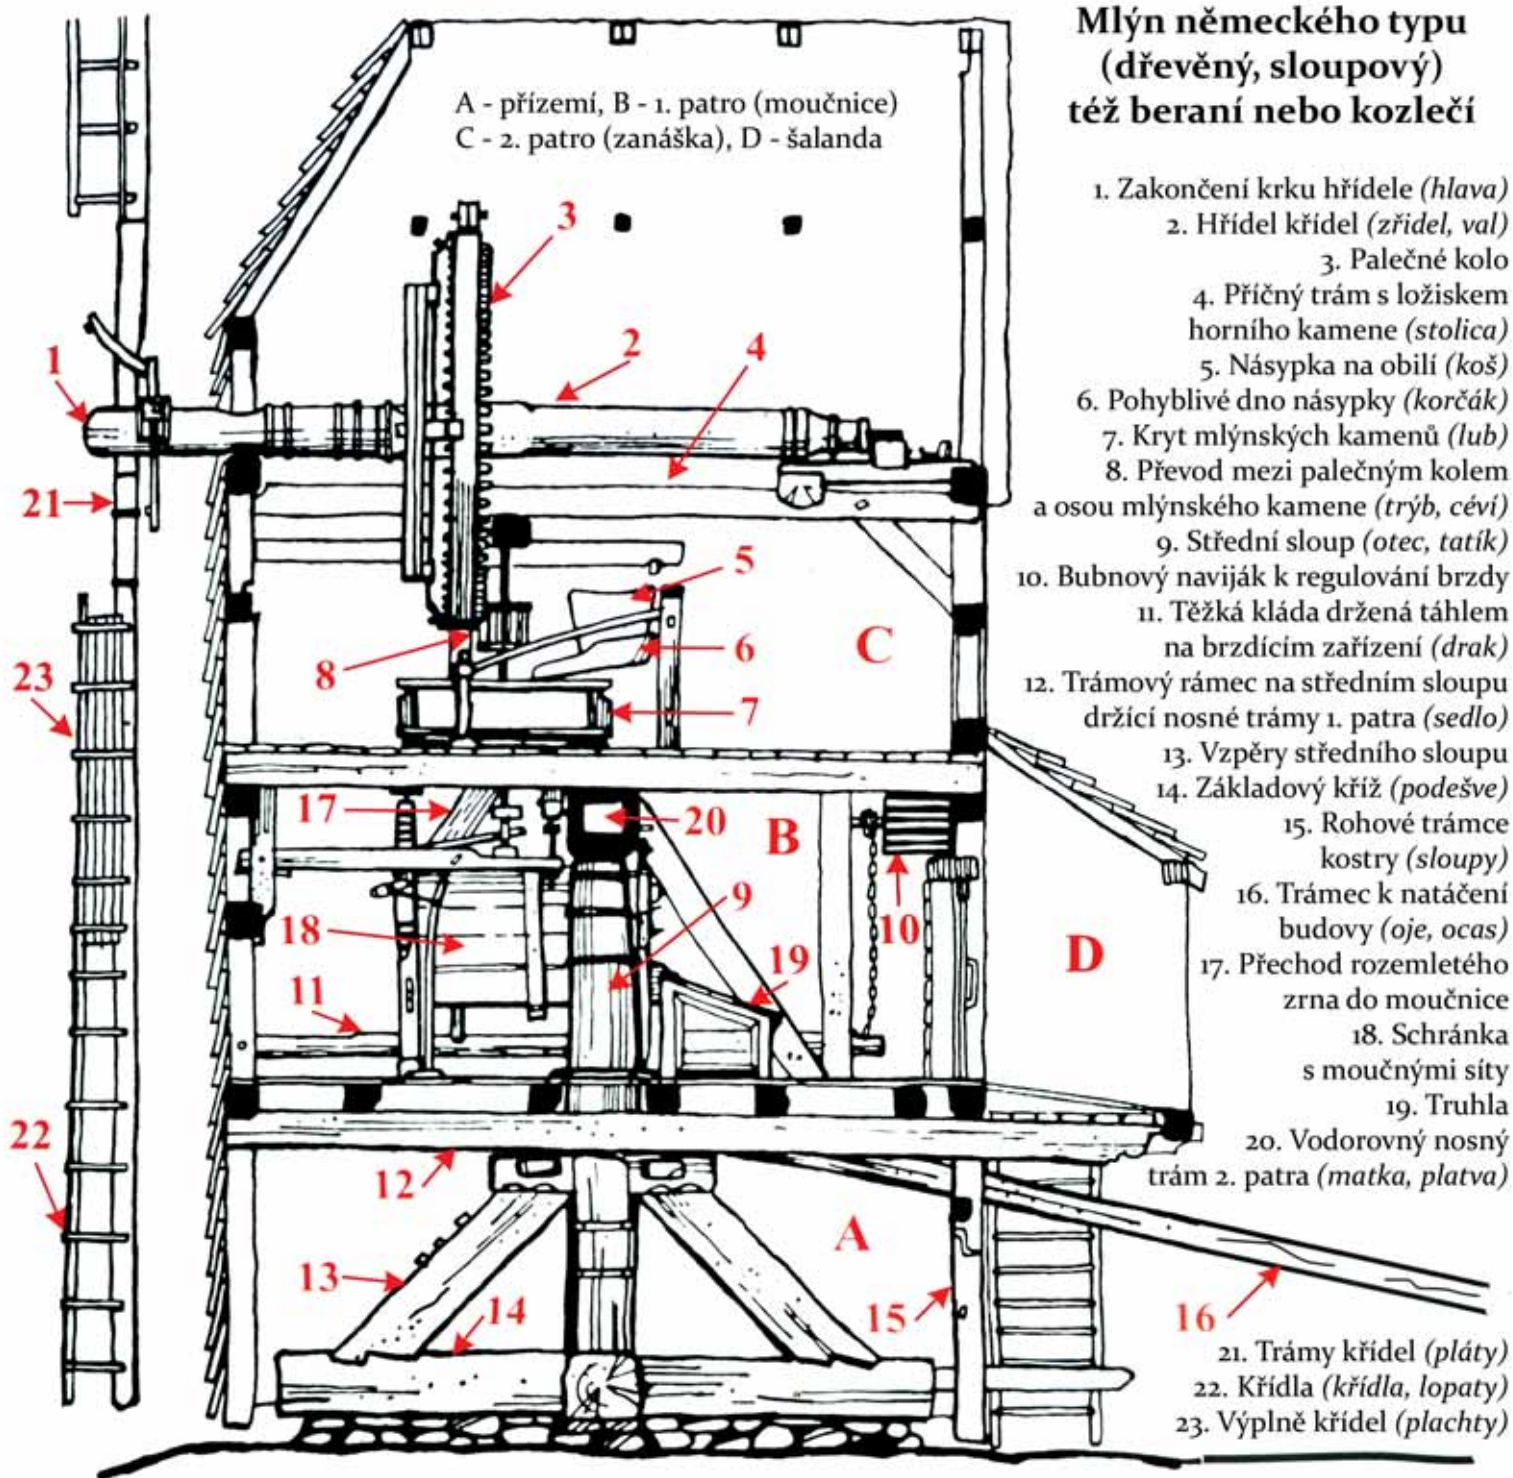 Mlýn německého typu
(dřevěný, sloupový)
též beraní nebo kozlečí
A - přízemí, B - 1. patro (moučnice)
C - 2. patro (zanáška), D - šalanda
1. Zakončení krku hřídele (hlava)
2. Hřídel křídel (zřidel, val)
3. Palečné kolo
4. Příčný trám s ložiskem
horního kamene (stolica)
5. Násypka na obilí (koš)
6. Pohyblivé dno násypky (korčák)
7. Kryt mlýnských kamenů (lub)
8. Převod mezi palečným kolem
a osou mlýnského kamene (trýb, céví)
9. Střední sloup (otec, tatík)
10. Bubnový naviják k regulování brzdy
11. Těžká kláda držená táhlem
na brzdícím zařízení (drak)
12. Trámový rámec na středním sloupu
držící nosné trámy 1. patra (sedlo)
13. Vzpěry středního sloupu
14. Základový kříž (podešve)
15. Rohové trámce
kostry (sloupy)
16. Trámec k natáčení
budovy (oje, ocas)
17. Přechod rozemletého
zrna do moučnice
18. Schránka
s moučnými síty
19. Truhla
20. Vodorovný nosný
trám 2. patra (matka, platva)
21. Trámy křídel (pláty)
22. Křídla (křídla, lopaty)
23. Výplně křídel (plachty)
3
1
2
4
21
5
8
6
C
23
7
17
20
B
18
9
10
D
19
11
22
12
A
13
14
15
16